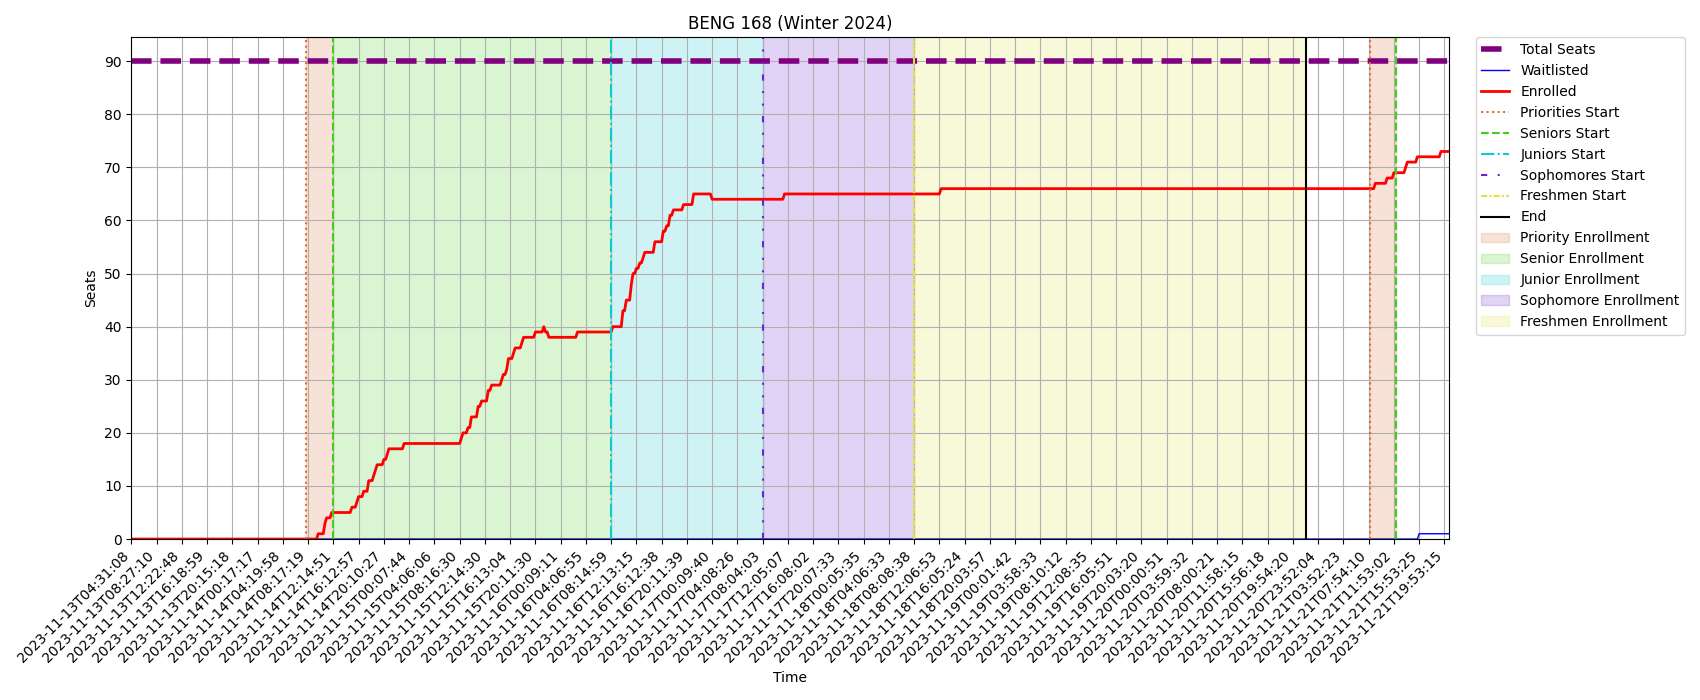 BENG 168 (Winter 2024)
Seats
90
80
70
60
50
40
30
20
10
0
2023-11-13T04:31:08
2023-11-13T08:27:10
2023-11-13T12:22:48
2023-11-13T16:18:59
2023-11-13T20:15:18
2023-11-14T00:17:17
2023-11-14T04:19:58
2023-11-14T08:17:19
2023-11-14T12:14:51
2023-11-14T16:12:57
2023-11-14T20:10:27
2023-11-15T00:07:44
2023-11-15T04:06:06
2023-11-15T08:16:30
2023-11-15T12:14:30
2023-11-15T16:13:04
2023-11-15T20:11:30
2023-11-16T00:09:11
2023-11-16T04:06:55
2023-11-16T08:14:59
2023-11-16T12:13:15
2023-11-16T16:12:38
2023-11-16T20:11:39
2023-11-17T00:09:40
2023-11-17T04:08:26
2023-11-17T08:04:03
2023-11-17T12:05:07
2023-11-17T16:08:02
2023-11-17T20:07:33
2023-11-18T00:05:35
2023-11-18T04:06:33
2023-11-18T08:08:38
2023-11-18T12:06:53
2023-11-18T16:05:24
2023-11-18T20:03:57
2023-11-19T00:01:42
2023-11-19T03:58:33
2023-11-19T08:10:12
2023-11-19T12:08:35
2023-11-19T16:05:51
2023-11-19T20:03:20
2023-11-20T00:00:51
2023-11-20T03:59:32
2023-11-20T08:00:21
2023-11-20T11:58:15
2023-11-20T15:56:18
2023-11-20T19:54:20
2023-11-20T23:52:04
2023-11-21T03:52:23
2023-11-21T07:54:10
2023-11-21T11:53:02
2023-11-21T15:53:25
2023-11-21T19:53:15
Time
Total Seats
Waitlisted
Enrolled
Priorities Start
Seniors Start
Juniors Start
Sophomores Start
Freshmen Start
End
Priority Enrollment
Senior Enrollment
Junior Enrollment
Sophomore Enrollment
Freshmen Enrollment